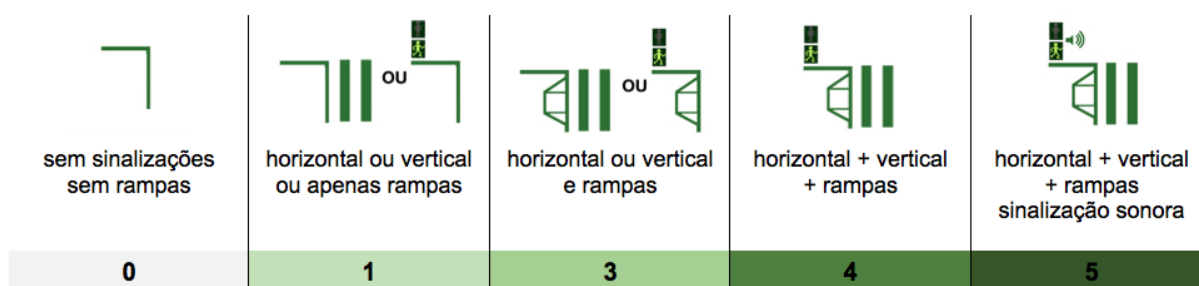 OU
OU
sem sinalizações
sem rampas
horizontal ou vertical
ou apenas rampas
horizontal ou vertical
e rampas
horizontal + vertical
+ rampas
horizontal + vertical
+ rampas
sinalização sonora
0
1
3
4
5